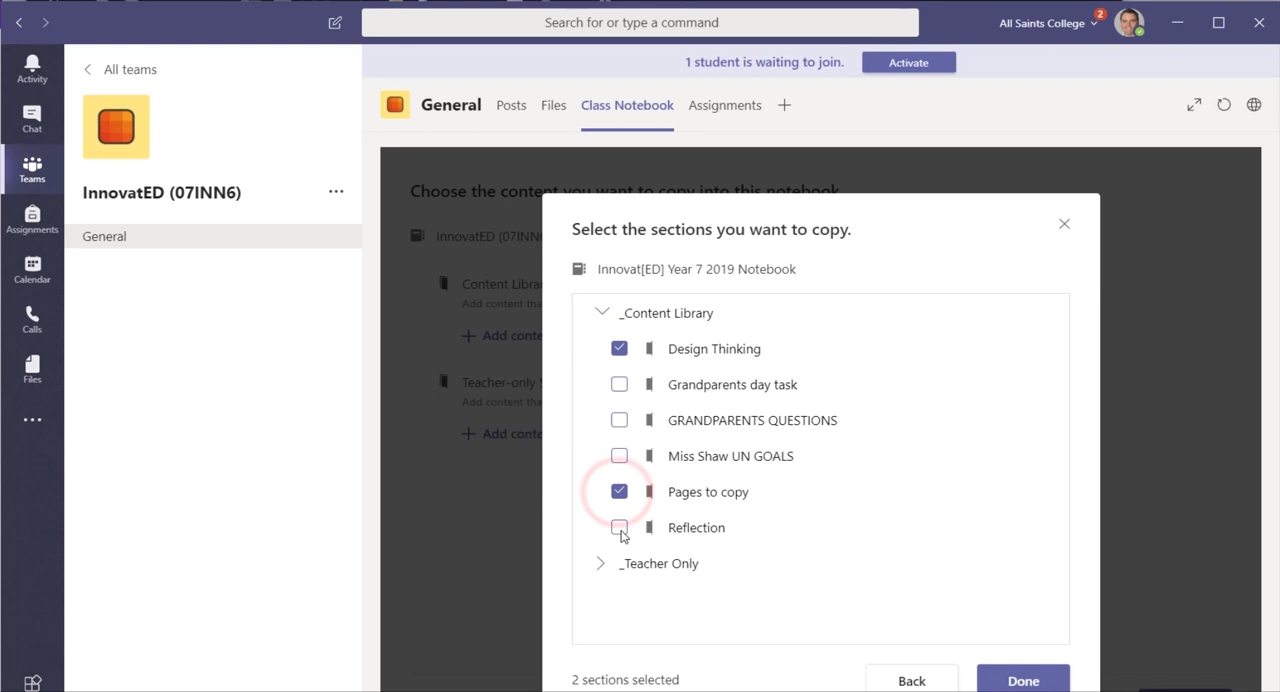 Search for or type a command
All Saints College
2
Activity
Chat
Teams
Assignments
Calendar
Calls
Files
All teams
InnovatED (07INN6)
General
1 student is waiting to join.
Activate
General
Posts
Files
Class Notebook
Assignments
Choose the content you want to copy into this notebook
InnovatED (07INN
Content Libra
Add content tha
Add conte
Teacher-only
Add content tha
Add conte
Select the sections you want to copy.
Innovat[ED] Year 7 2019 Notebook
_Content Library
Design Thinking
Grandparents day task
GRANDPARENTS QUESTIONS
Miss Shaw UN GOALS
Pages to copy
Reflection
_Teacher Only
2 sections selected
Back
Done